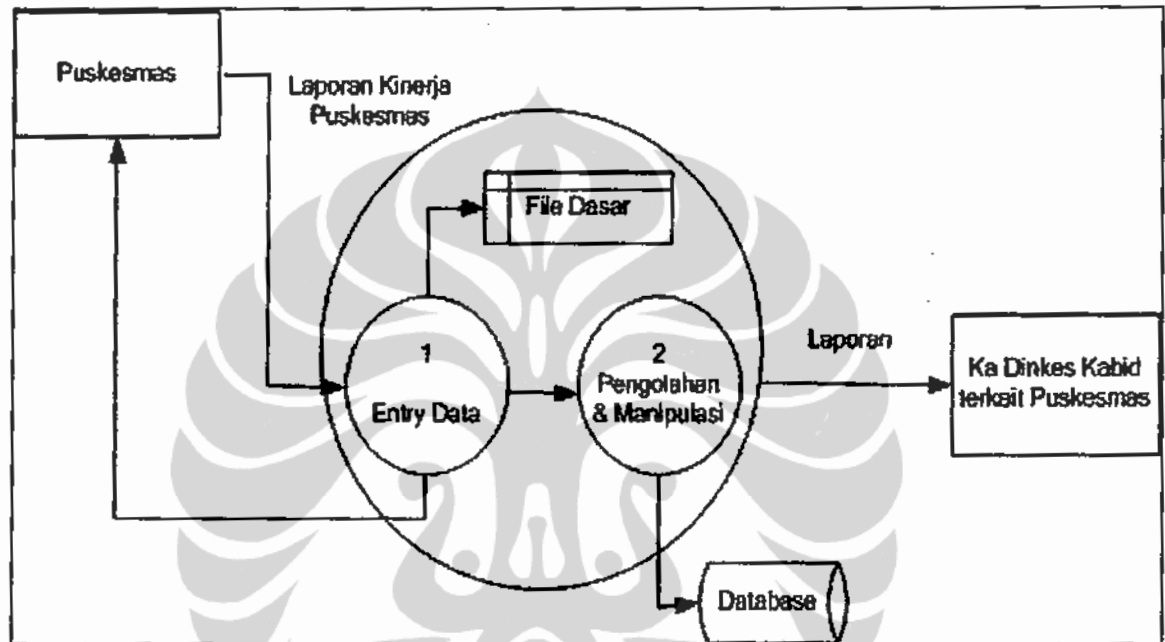 Puskesmas
Laporan Kinerja
Puskesmas
File Dasar
1
Entry Data
2
Pengolahan
& Manipulasi
Laporan
Ka Dinkes Kabid
terkait Puskesmas
Database